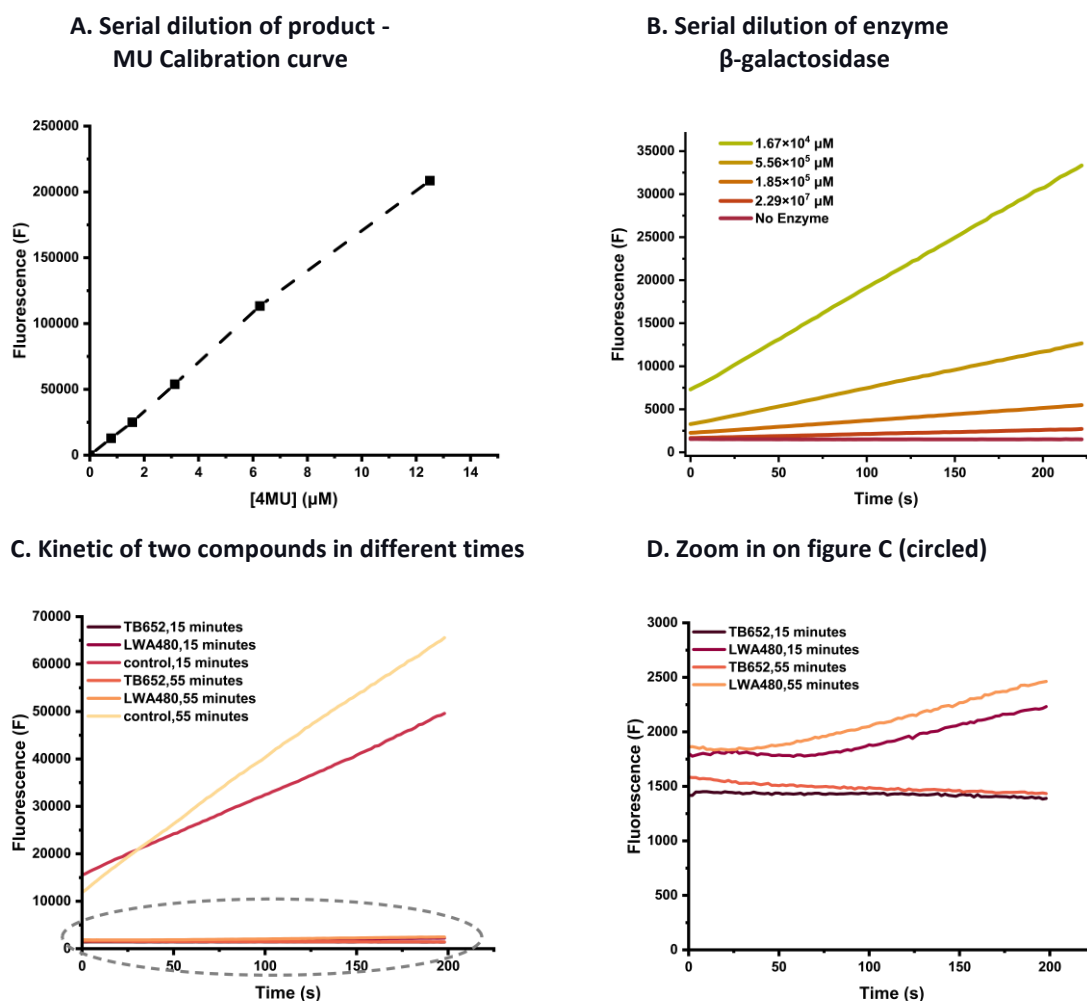 A. Serial dilution of product -
MU Calibration curve
250000
200000
150000
100000
50000
0
Fluorescence (F)
0 2 4 6 8 10 12 14
[4MU] (µM)
B. Serial dilution of enzyme
β-galactosidase
35000
30000
25000
20000
15000
10000
5000
0
Fluorescence (F)
1.67×10⁴ µM
5.56×10⁵ µM
1.85×10⁵ µM
2.29×10⁷ µM
No Enzyme
0 50 100 150 200
Time (s)
C. Kinetic of two compounds in different times
70000
60000
50000
40000
30000
20000
10000
0
Fluorescence (F)
TB652,15 minutes
LWA480,15 minutes
control,15 minutes
TB652,55 minutes
LWA480,55 minutes
control,55 minutes
0 50 100 150 200
Time (s)
D. Zoom in on figure C (circled)
3000
2500
2000
1500
1000
500
0
Fluorescence (F)
TB652,15 minutes
LWA480,15 minutes
TB652,55 minutes
LWA480,55 minutes
0 50 100 150 200
Time (s)